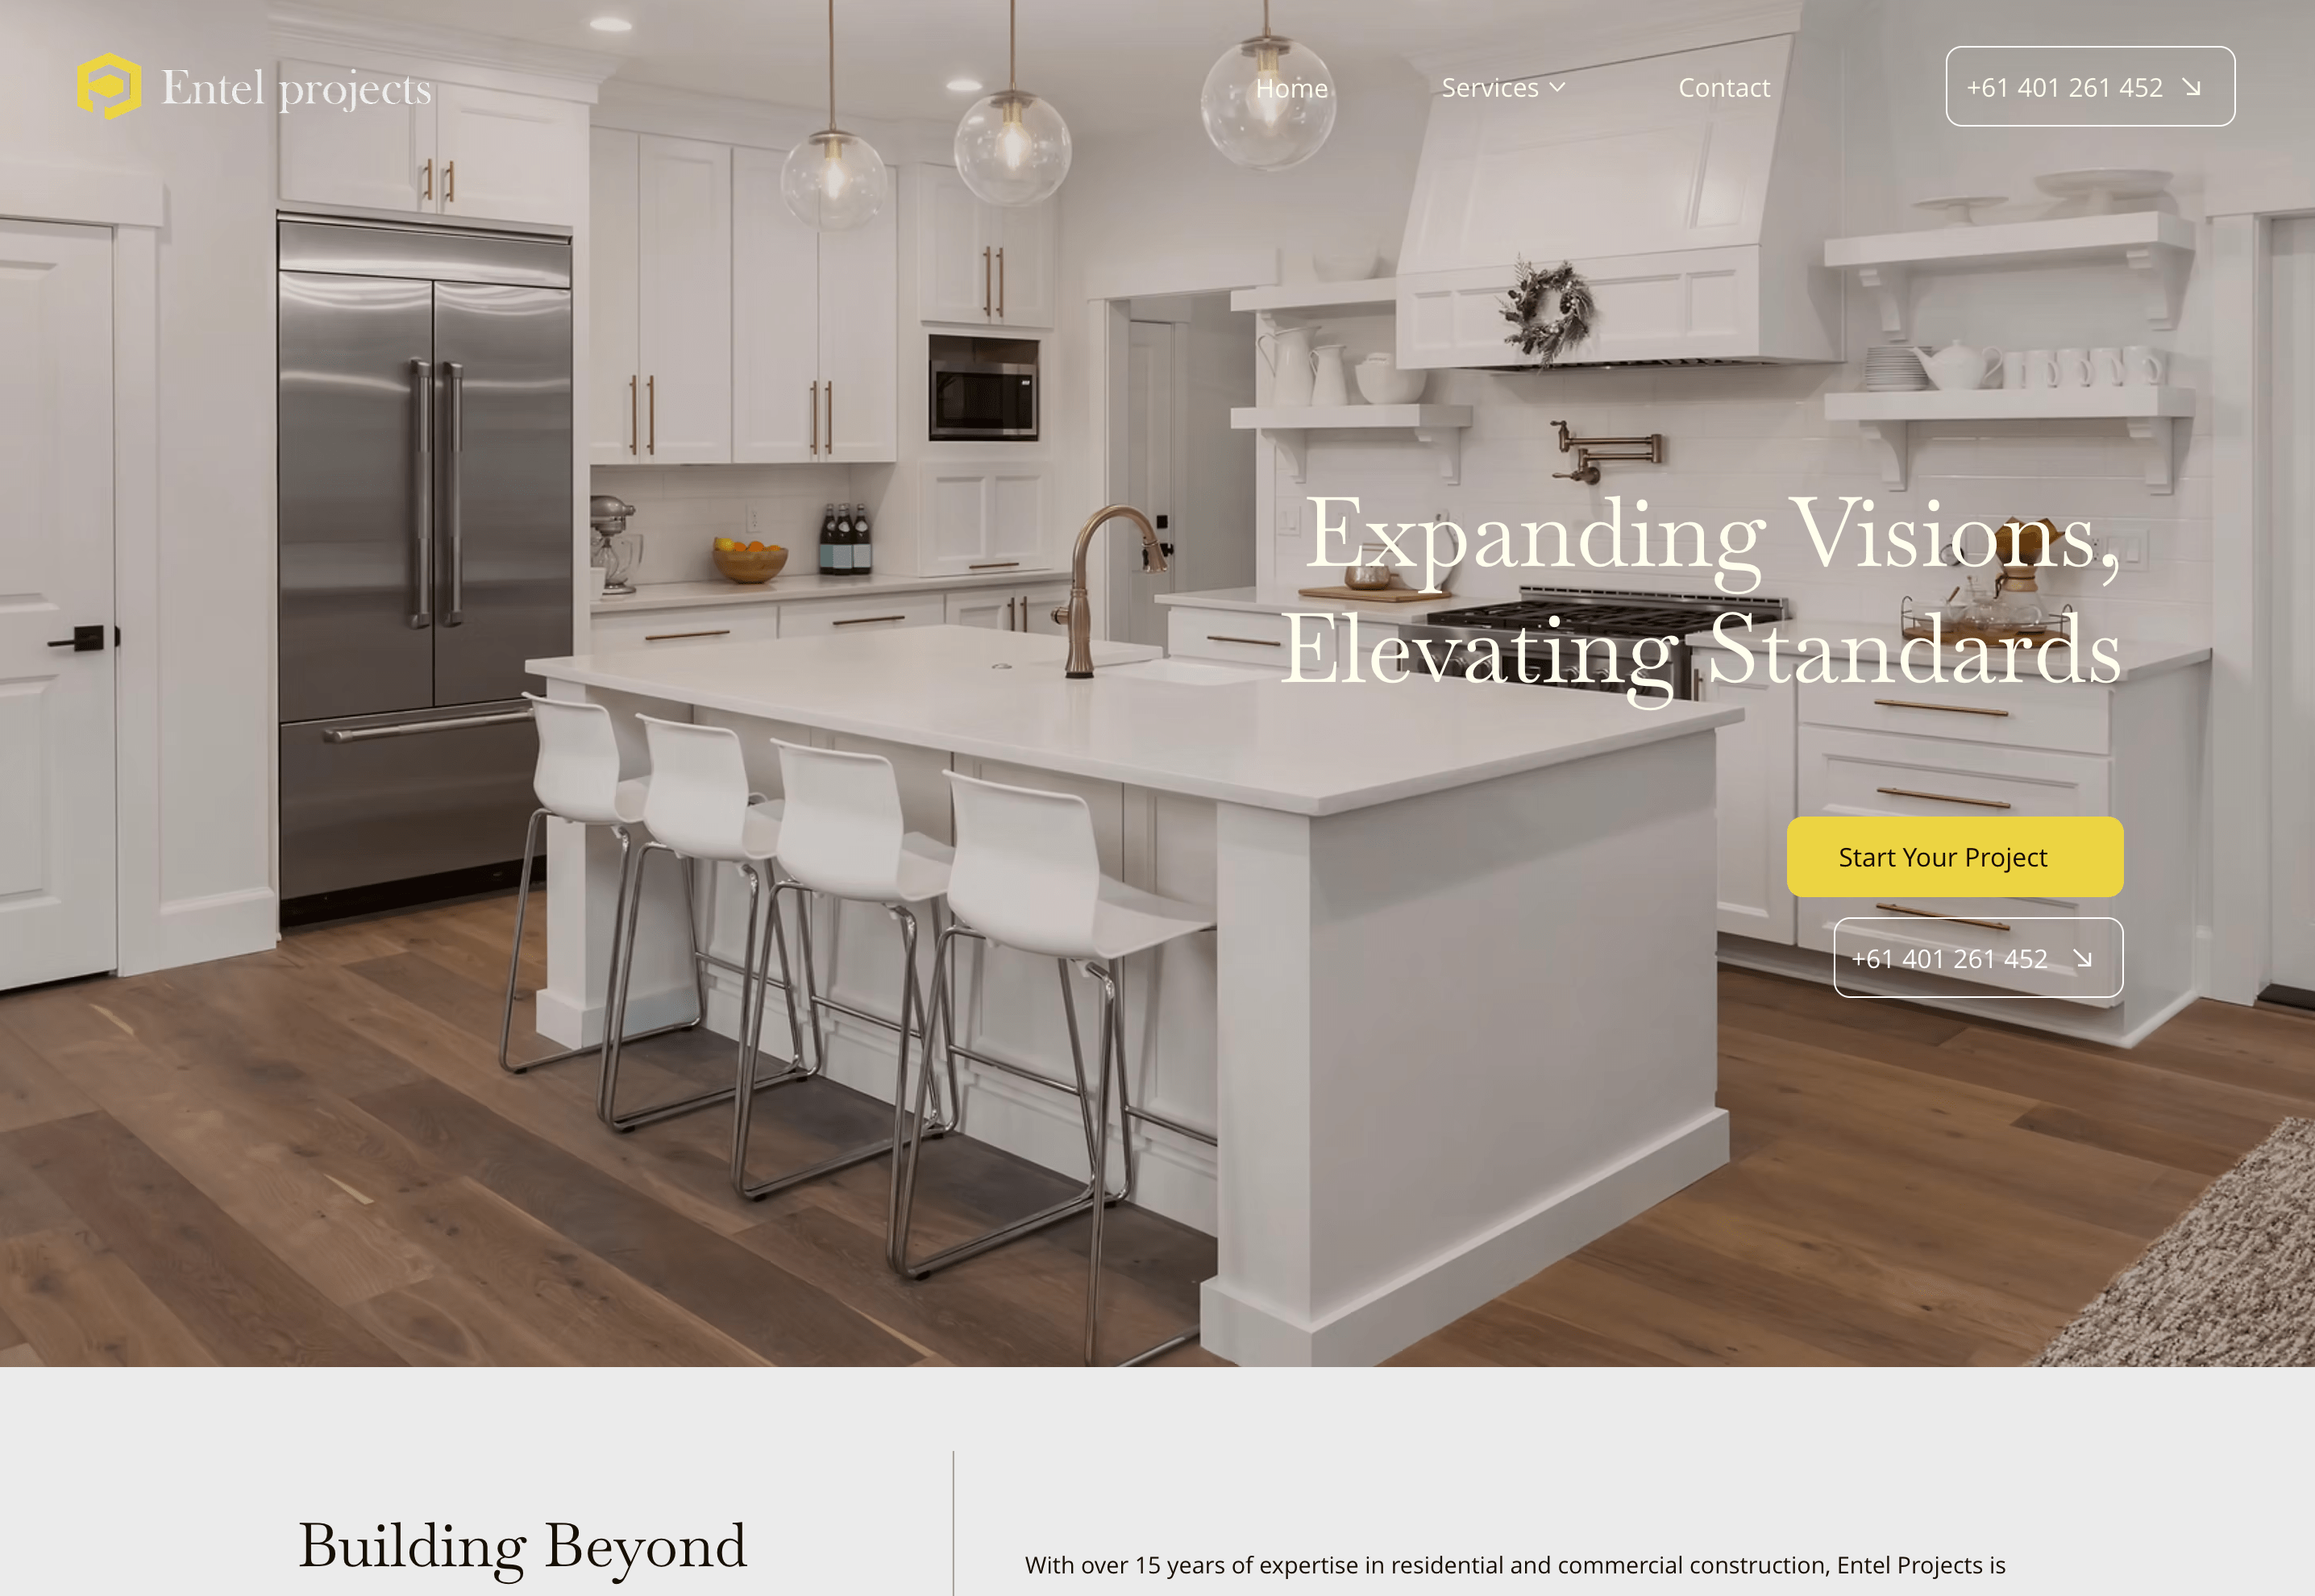 Entel projects
Home
Services
Contact
+61 401 261 452
Expanding Visions,
Elevating Standards
Start Your Project
+61 401 261 452
Building Beyond
With over 15 years of expertise in residential and commercial construction, Entel Projects is